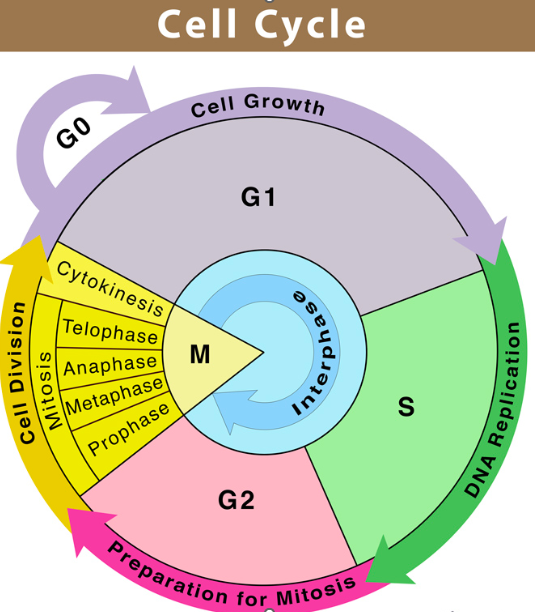 Cell Cycle
Cell Growth
G0
G1
Cytokinesis
Interphase
Telophase
Anaphase
Metaphase
Prophase
Mitosis
Cell Division
M
S
DNA Replication
G2
Preparation for Mitosis